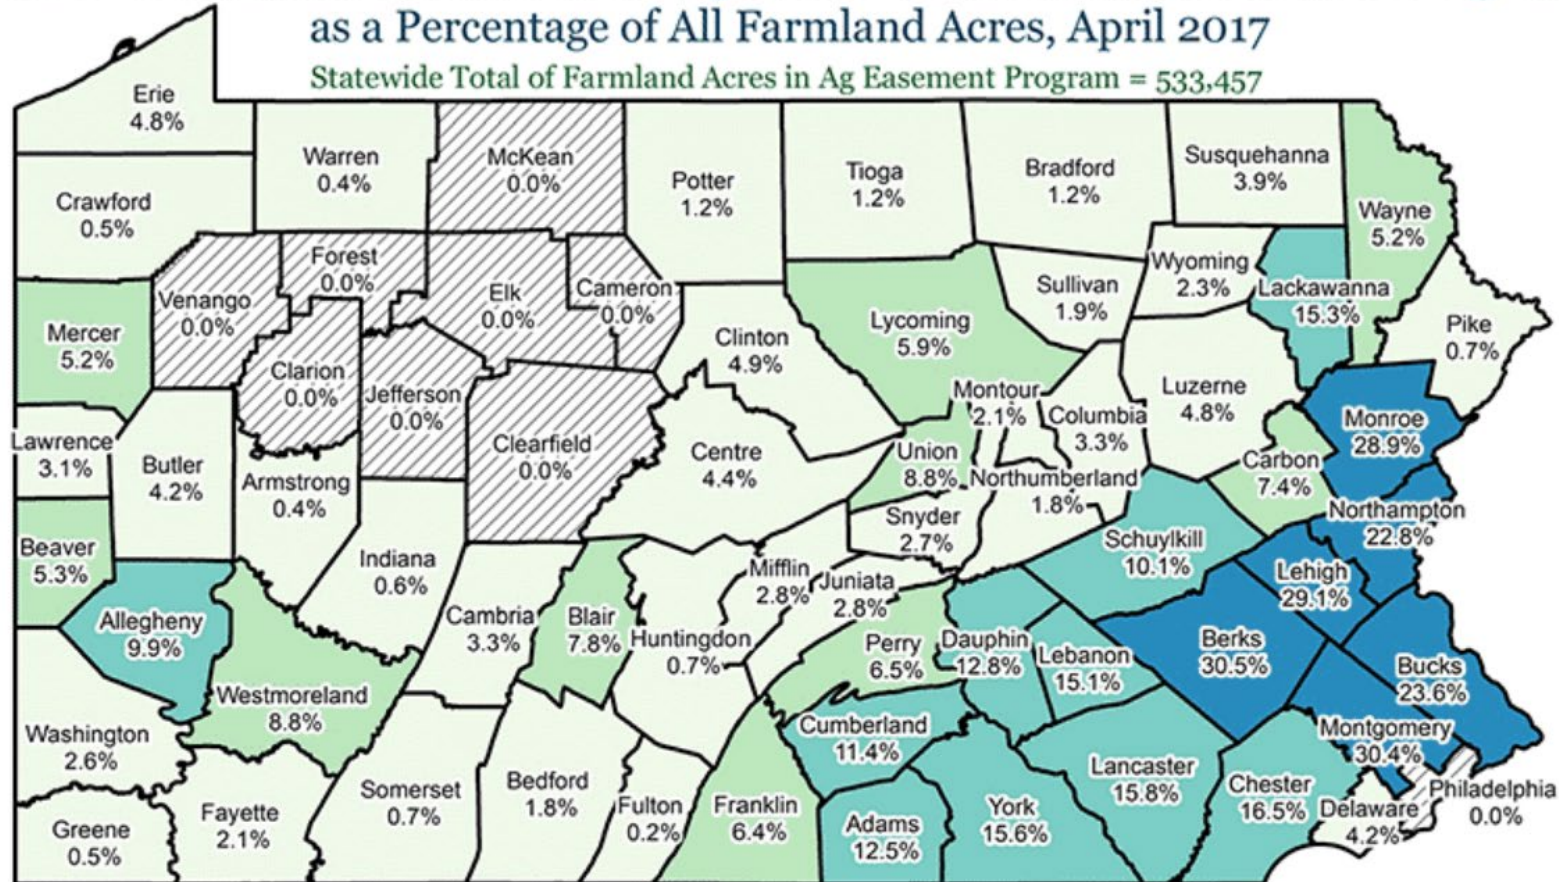 as a Percentage of All Farmland Acres, April 2017
Statewide Total of Farmland Acres in Ag Easement Program = 533,457
Erie
4.8%
Warren
0.4%
McKean
0.0%
Potter
1.2%
Tioga
1.2%
Bradford
1.2%
Susquehanna
3.9%
Wayne
5.2%
Crawford
0.5%
Venango
0.0%
Forest
0.0%
Elk
0.0%
Cameron
0.0%
Sullivan
1.9%
Wyoming
2.3%
Lackawanna
15.3%
Pike
0.7%
Mercer
5.2%
Clarion
0.0%
Jefferson
0.0%
Clinton
4.9%
Lycoming
5.9%
Montour
2.1%
Columbia
3.3%
Luzerne
4.8%
Monroe
28.9%
Lawrence
3.1%
Butler
4.2%
Armstrong
0.4%
Clearfield
0.0%
Centre
4.4%
Union
8.8%
Northumberland
1.8%
Carbon
7.4%
Northampton
22.8%
Beaver
5.3%
Indiana
0.6%
Snyder
2.7%
Schuylkill
10.1%
Lehigh
29.1%
Allegheny
9.9%
Cambria
3.3%
Blair
7.8%
Huntingdon
0.7%
Mifflin
2.8%
Juniata
2.8%
Perry
6.5%
Dauphin
12.8%
Lebanon
15.1%
Berks
30.5%
Bucks
23.6%
Westmoreland
8.8%
Washington
2.6%
Cumberland
11.4%
Montgomery
30.4%
Somerset
0.7%
Bedford
1.8%
Fulton
0.2%
Franklin
6.4%
Adams
12.5%
York
15.6%
Lancaster
15.8%
Chester
16.5%
Delaware
4.2%
Philadelphia
0.0%
Greene
0.5%
Fayette
2.1%